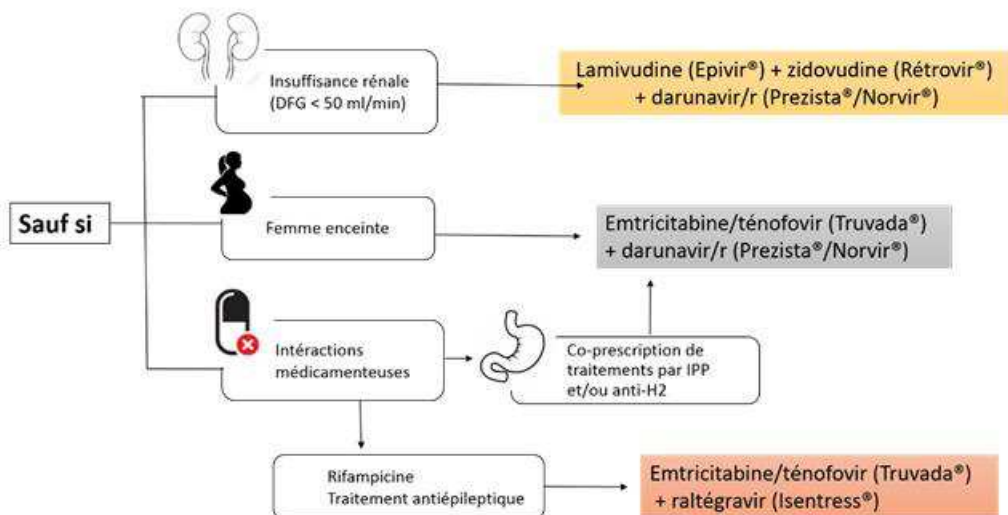 Insuffisance rénale
(DFG < 50 ml/min)
Lamivudine (Epivir®) + zidovudine (Rétrovir®)
+ darunavir/r (Prezista®/Norvir®)
Sauf si
Femme enceinte
Emtricitabine/ténofovir (Truvada®)
+ darunavir/r (Prezista®/Norvir®)
Intéractions
médicamenteuses
Co-prescription de
traitements par IPP
et/ou anti-H2
Rifampicine
Traitement antiépileptique
Emtricitabine/ténofovir (Truvada®)
+ raltégravir (Isentress®)